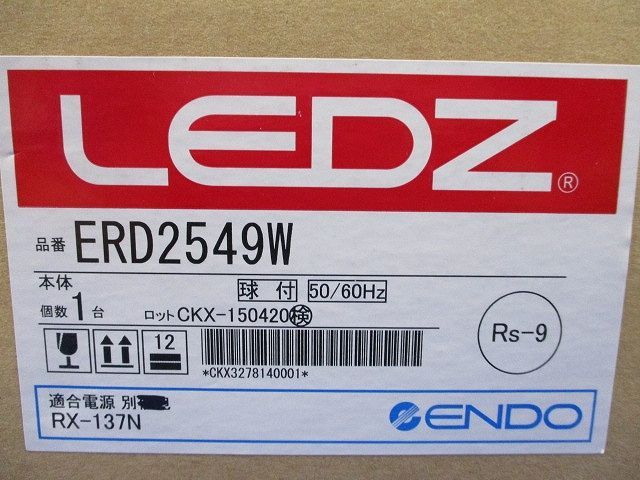 LEDZ®
品番 ERD2549W
本体 球付 50/60Hz
個数 1 台 ロット CKX-150420 検
12
*CKX3278140001*
Rs-9
適合電源 別
RX-137N
ENDO